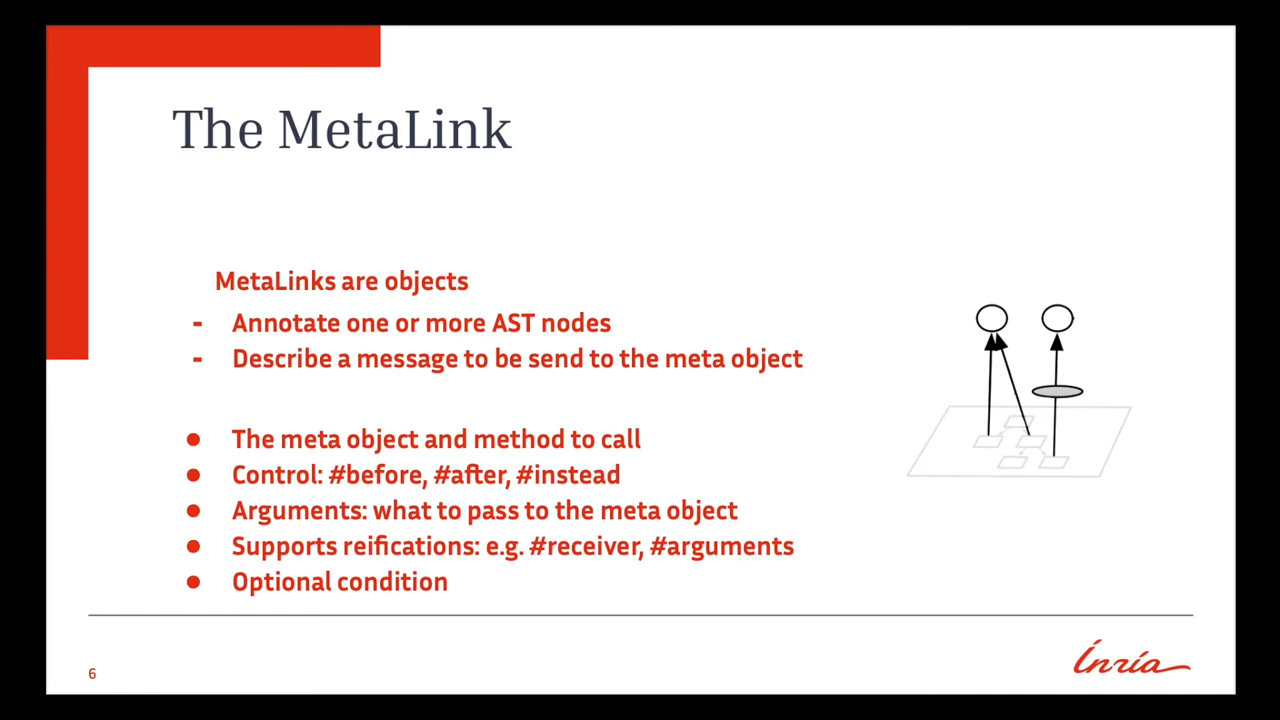 The MetaLink
MetaLinks are objects
- Annotate one or more AST nodes
- Describe a message to be send to the meta object
● The meta object and method to call
● Control: #before, #after, #instead
● Arguments: what to pass to the meta object
● Supports reifications: e.g. #receiver, #arguments
● Optional condition
6
Inria